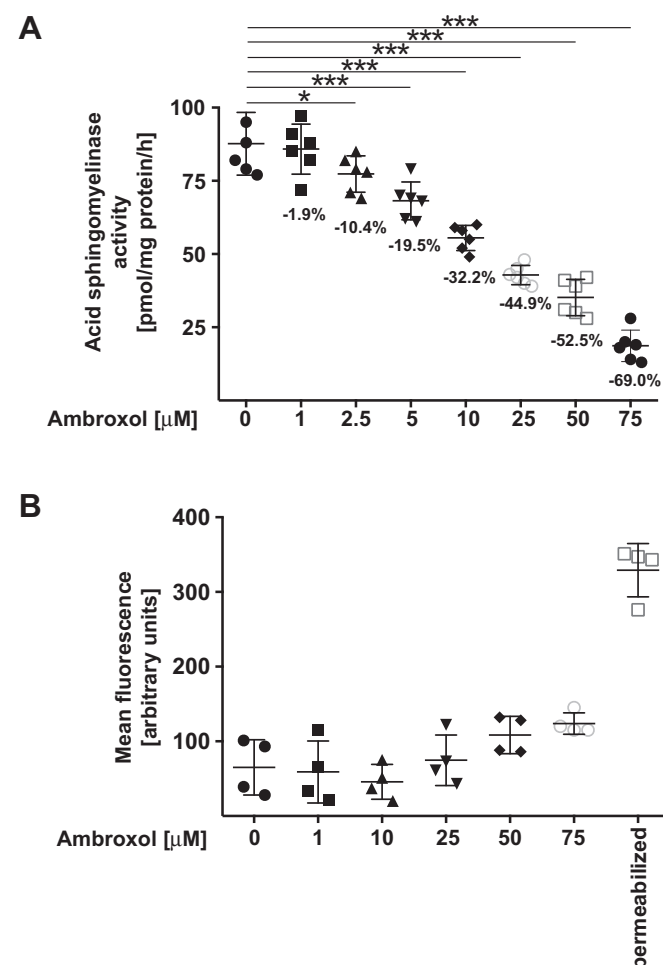 A
***
***
***
***
***
*
Acid sphingomyelinase
activity
[pmol/mg protein/h]
100
75
50
25
-1.9%
-10.4%
-19.5%
-32.2%
-44.9%
-52.5%
-69.0%
Ambroxol [μM] 0 1 2.5 5 10 25 50 75
B
Mean fluorescence
[arbitrary units]
400
300
200
100
Ambroxol [μM] 0 1 10 25 50 75 permeabilized